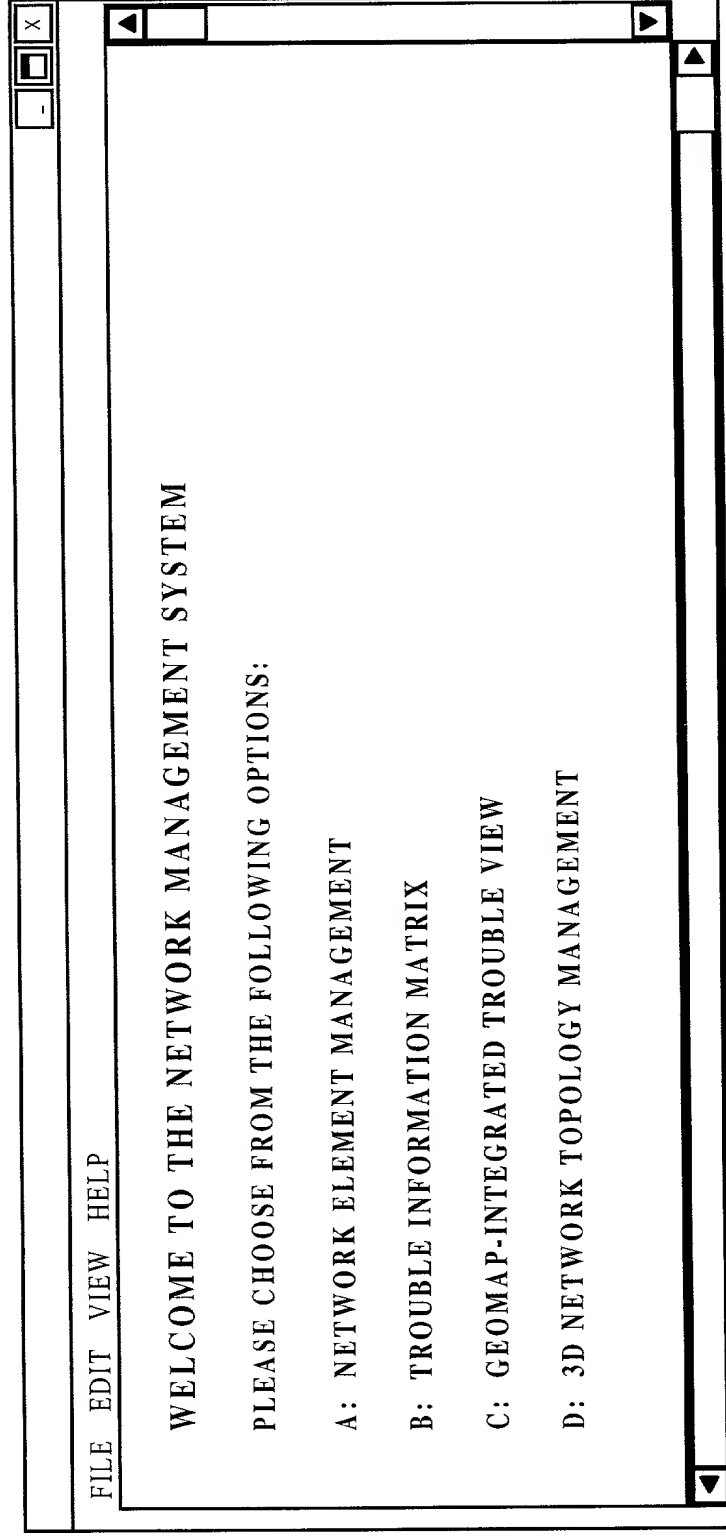 - X
FILE EDIT VIEW HELP
WELCOME TO THE NETWORK MANAGEMENT SYSTEM
PLEASE CHOOSE FROM THE FOLLOWING OPTIONS:
A: NETWORK ELEMENT MANAGEMENT
B: TROUBLE INFORMATION MATRIX
C: GEOMAP-INTEGRATED TROUBLE VIEW
D: 3D NETWORK TOPOLOGY MANAGEMENT